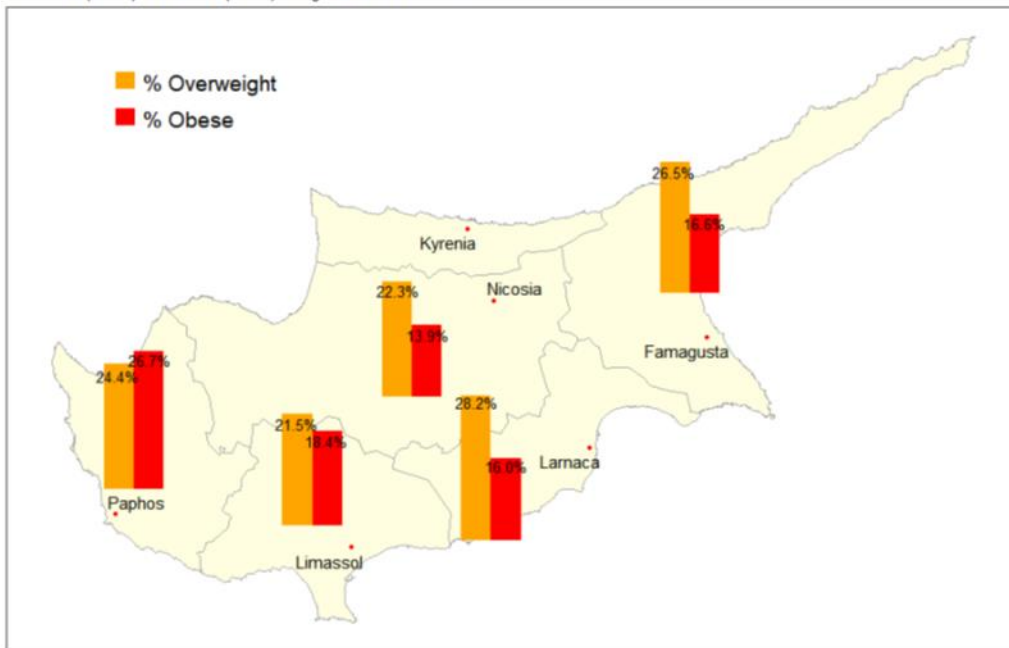 % Overweight
% Obese
26.5%
16.6%
Kyrenia
22.3%
Nicosia
13.9%
Famagusta
24.4%
26.7%
28.2%
21.5%
18.4%
16.0%
Larnaca
Paphos
Limassol